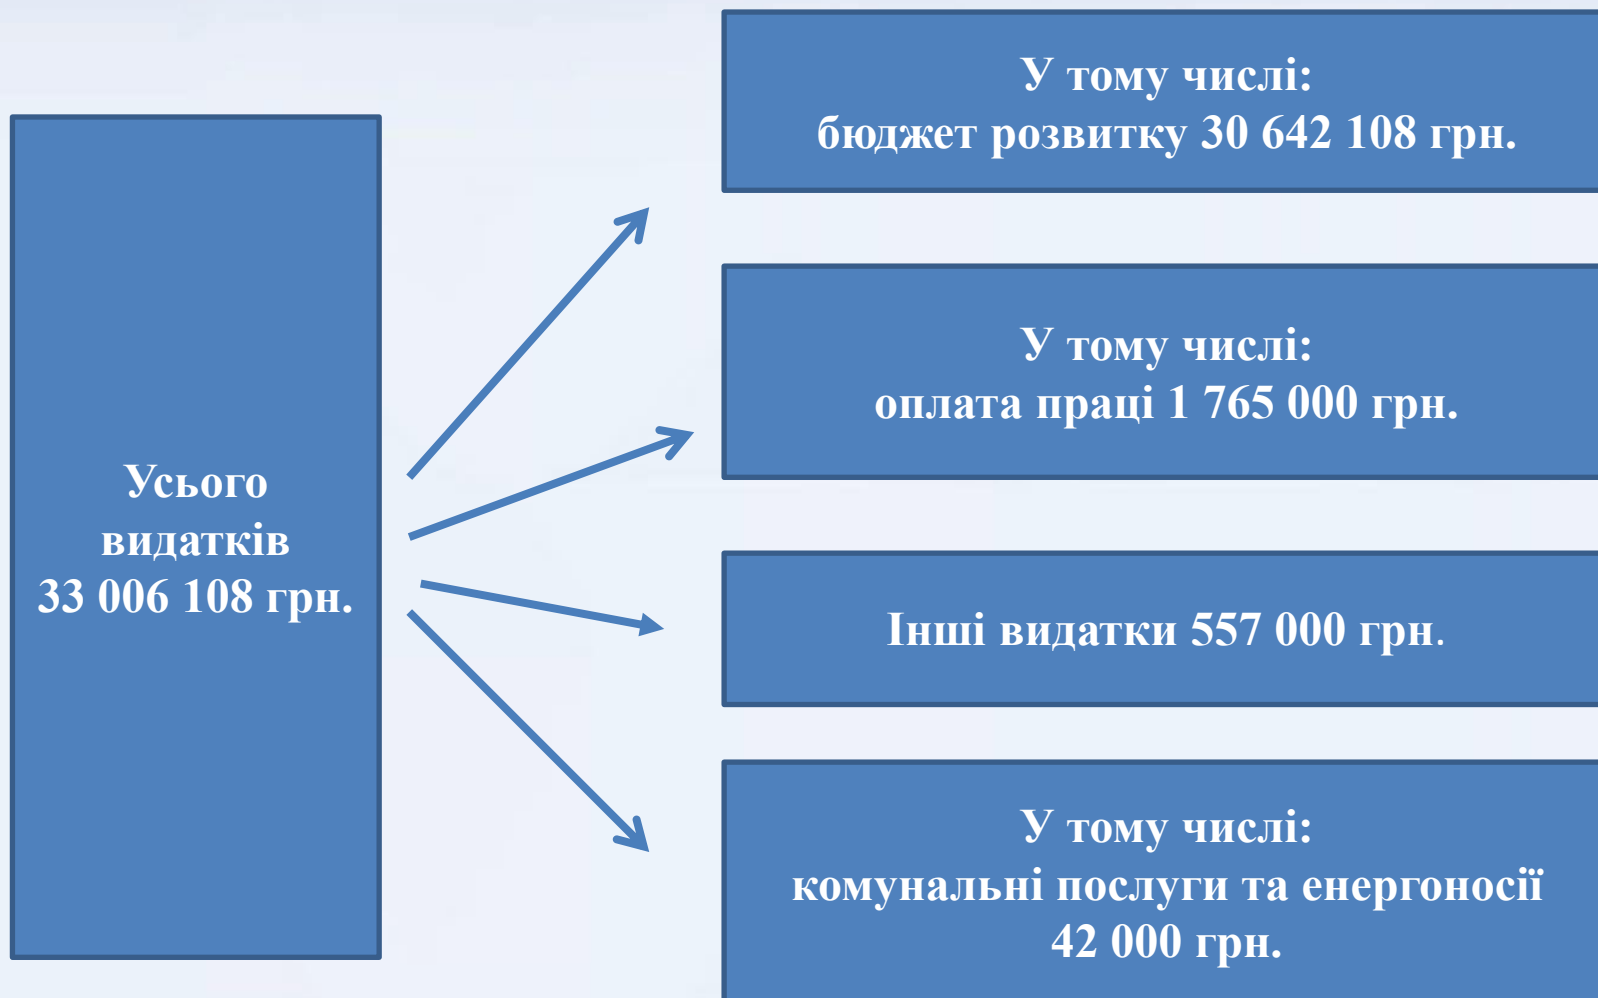 Усього
видатків
33 006 108 грн.
У тому числі:
бюджет розвитку 30 642 108 грн.
У тому числі:
оплата праці 1 765 000 грн.
Інші видатки 557 000 грн.
У тому числі:
комунальні послуги та енергоносії
42 000 грн.